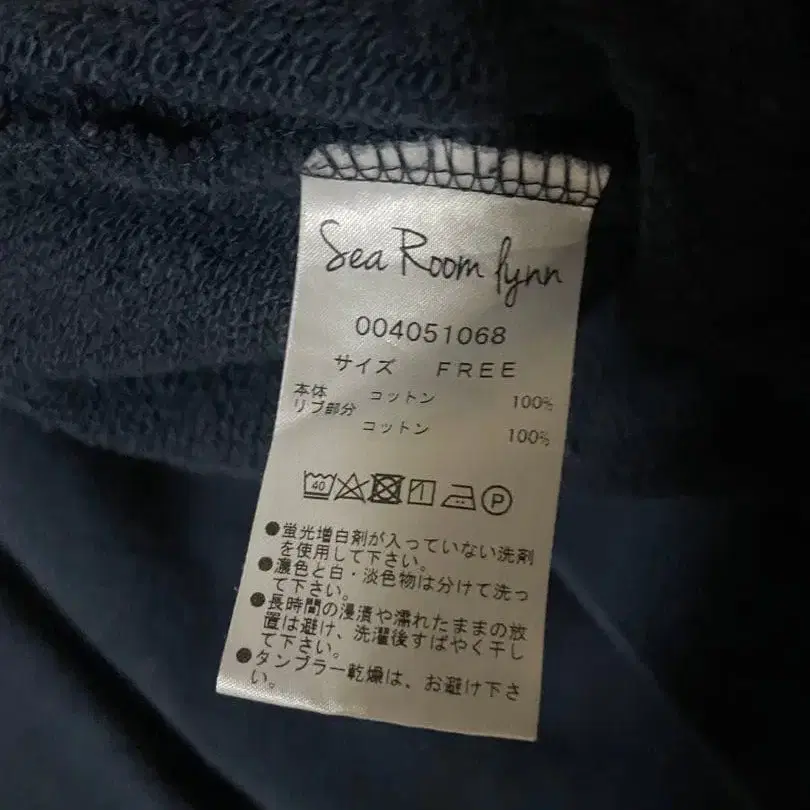 Sea Room lynn
004051068
サイズ FREE
本体 コットン 100%
リブ部分
コットン 100%
40 P
●蛍光増白剤が入っていない洗剤
を使用して下さい。
●濃色と白・淡色物は分けて洗っ
て下さい。
●長時間の浸漬や濡れたままの放
置は避け、洗濯後すばやく干し
て下さい。
●タンブラー乾燥は、お避け下さ
い。